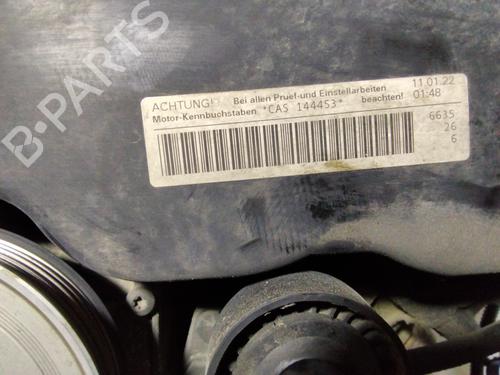 B-PARTS
ACHTUNG! Bei allen Pruef-und Einstellarbeiten 11.01.22
Motor-Kennbuchstaben *CAS 144453* beachten! 01:48
6635
26
6